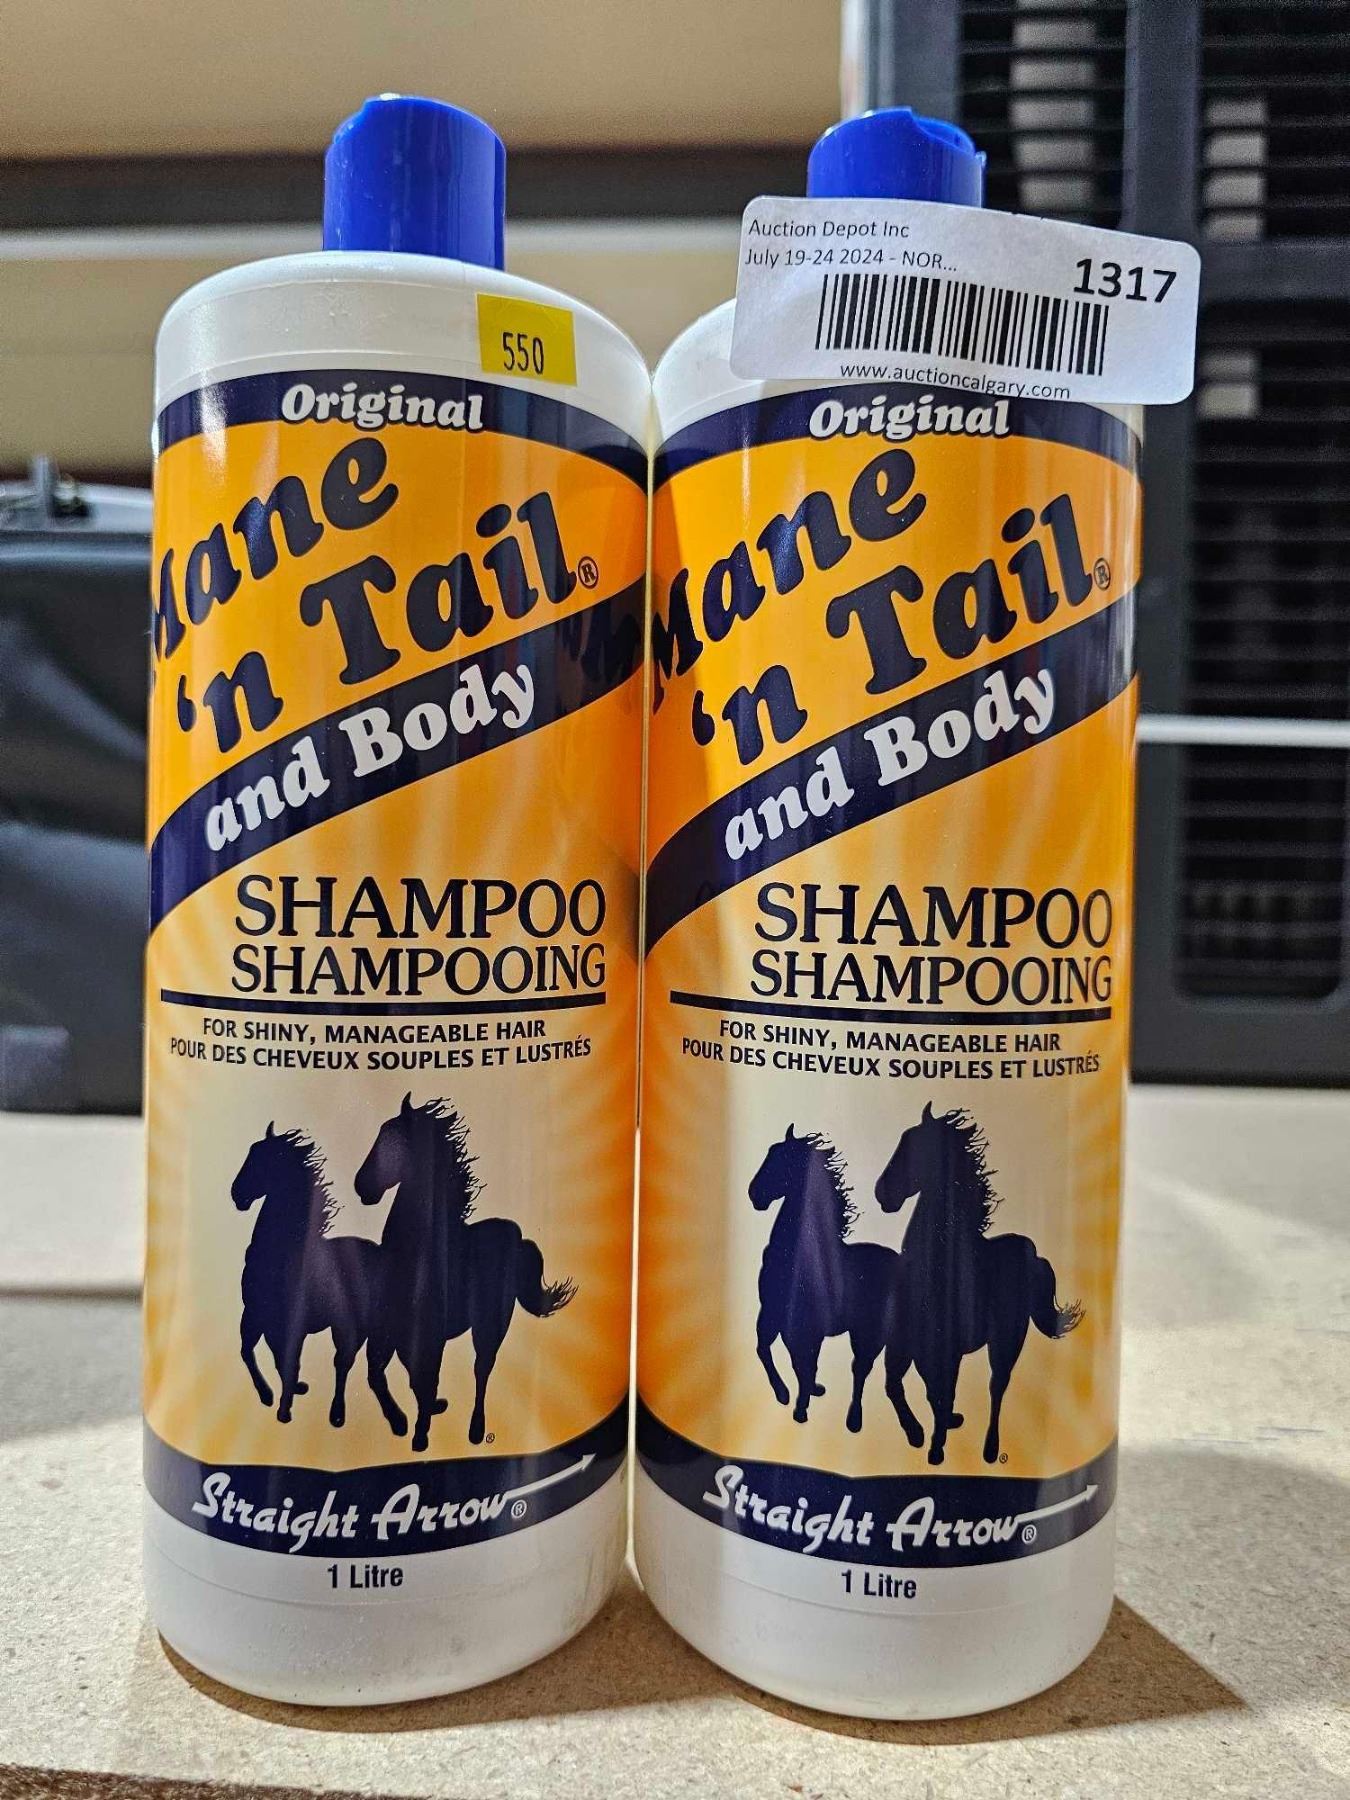 Auction Depot Inc
July 19-24 2024 - NOR...
1317
www.auctioncalgary.com
550
Original
Mane
'n Tail®
and Body
SHAMPOO
SHAMPOOING
FOR SHINY, MANAGEABLE HAIR
POUR DES CHEVEUX SOUPLES ET LUSTRÉS
®
Straight Arrow®
1 Litre
Original
Mane
'n Tail®
and Body
SHAMPOO
SHAMPOOING
FOR SHINY, MANAGEABLE HAIR
POUR DES CHEVEUX SOUPLES ET LUSTRÉS
®
Straight Arrow®
1 Litre